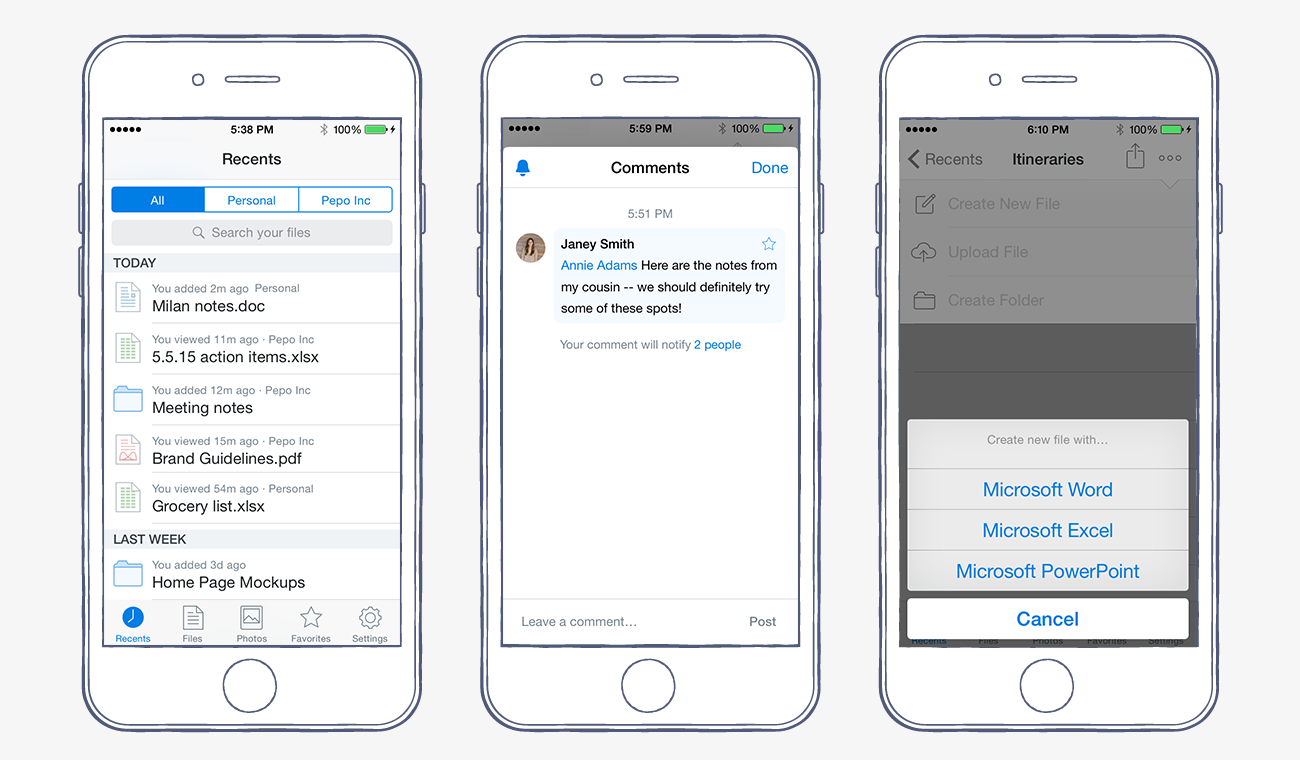 5:38 PM 100%
Recents
All Personal Pepo Inc
Search your files
TODAY
You added 2m ago Personal
Milan notes.doc
You viewed 11m ago · Pepo Inc
5.5.15 action items.xlsx
You added 12m ago · Pepo Inc
Meeting notes
You viewed 15m ago · Pepo Inc
Brand Guidelines.pdf
You viewed 54m ago · Personal
Grocery list.xlsx
LAST WEEK
You added 3d ago
Home Page Mockups
Recents Files Photos Favorites Settings
5:59 PM 100%
Comments Done
5:51 PM
Janey Smith
Annie Adams Here are the notes from
my cousin -- we should definitely try
some of these spots!
Your comment will notify 2 people
Leave a comment... Post
6:10 PM 100%
Recents Itineraries
Create New File
Upload File
Create Folder
Create new file with...
Microsoft Word
Microsoft Excel
Microsoft PowerPoint
Cancel
Recents Files Photos Favorites Settings